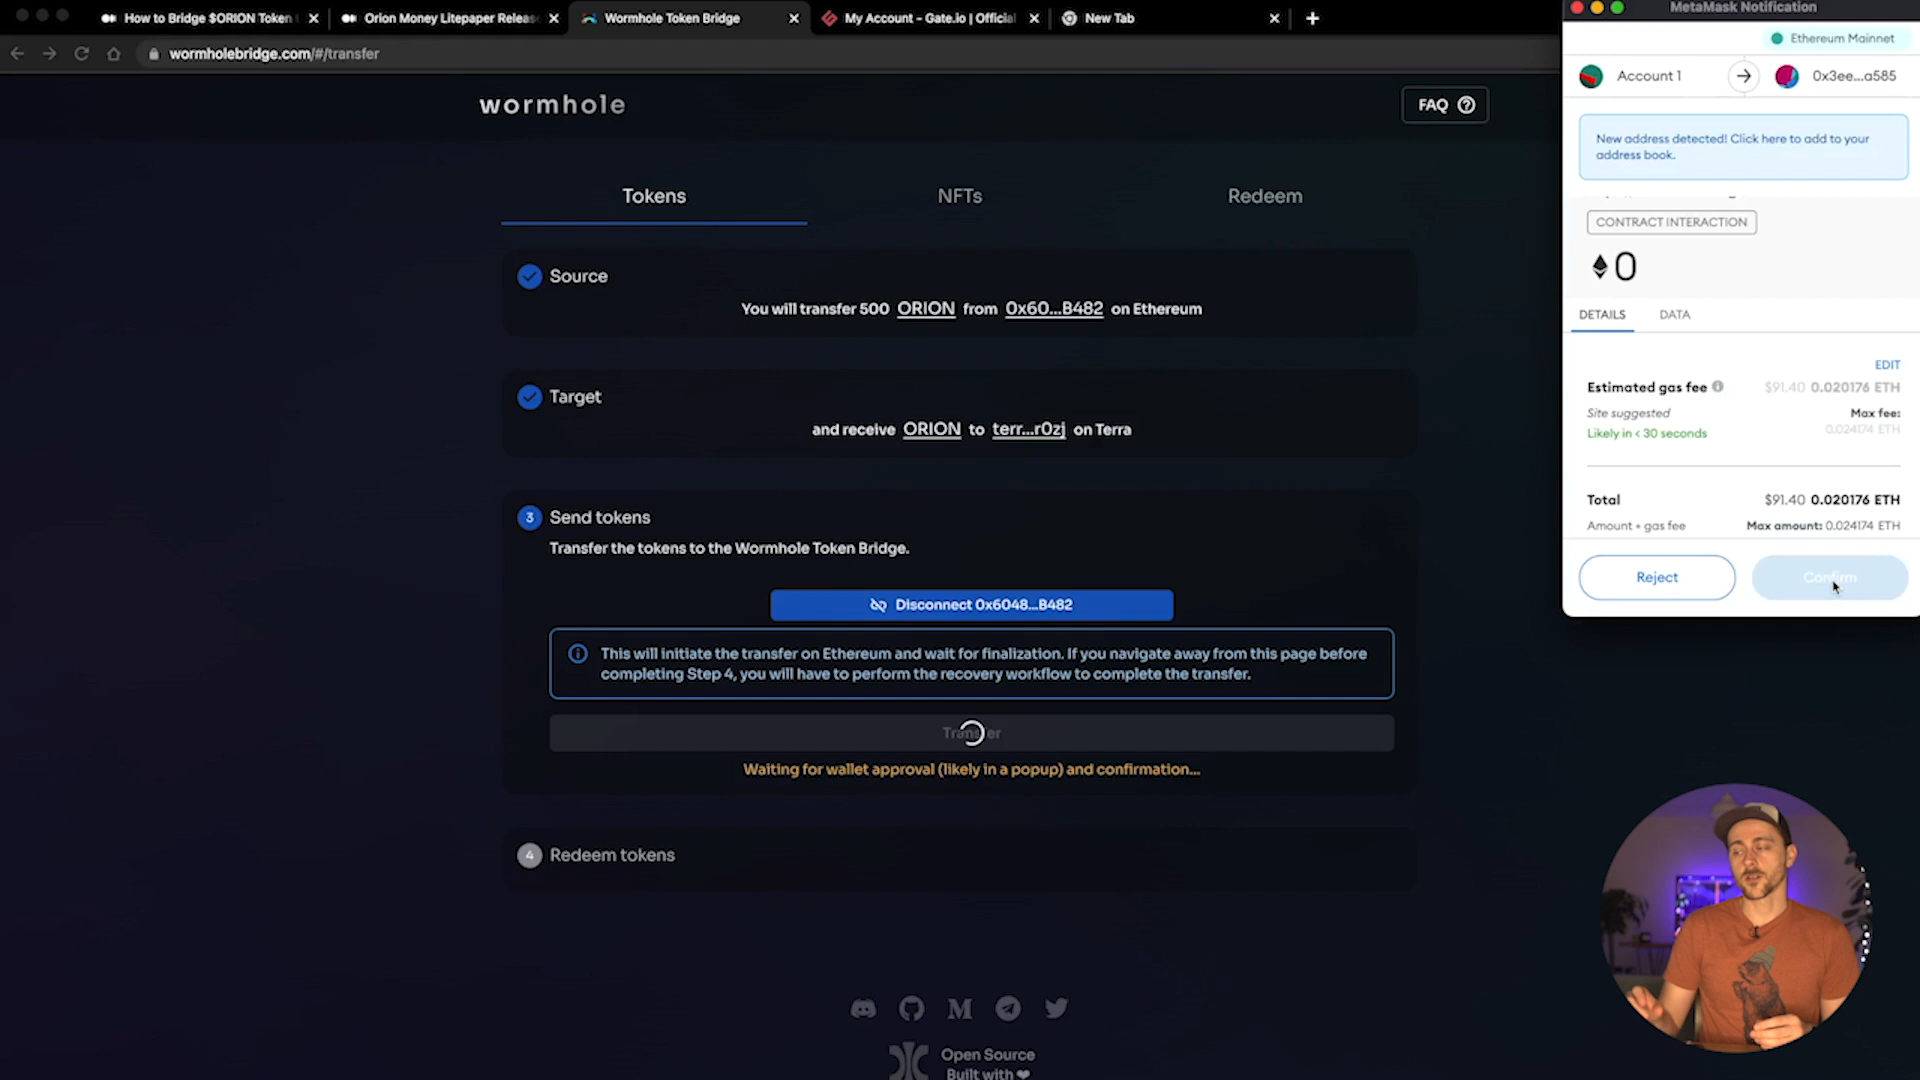 How to Bridge $ORION Token
Orion Money Litepaper Releas
Wormhole Token Bridge
My Account - Gate.io | Official
New Tab
wormholebridge.com/#/transfer
wormhole
FAQ
Tokens
NFTs
Redeem
Source
You will transfer 500 ORION from 0x60...B482 on Ethereum
Target
and receive ORION to terr...r0zj on Terra
3 Send tokens
Transfer the tokens to the Wormhole Token Bridge.
Disconnect 0x6048...B482
This will initiate the transfer on Ethereum and wait for finalization. If you navigate away from this page before
completing Step 4, you will have to perform the recovery workflow to complete the transfer.
Transfer
Waiting for wallet approval (likely in a popup) and confirmation...
4 Redeem tokens
Open Source
Built with ❤
MetaMask Notification
Ethereum Mainnet
Account 1
0x3ee...a585
New address detected! Click here to add to your
address book.
CONTRACT INTERACTION
0
DETAILS
DATA
EDIT
Estimated gas fee $91.40 0.020176 ETH
Site suggested Max fee:
Likely in < 30 seconds 0.024174 ETH
Total $91.40 0.020176 ETH
Amount + gas fee Max amount: 0.024174 ETH
Reject
Confirm